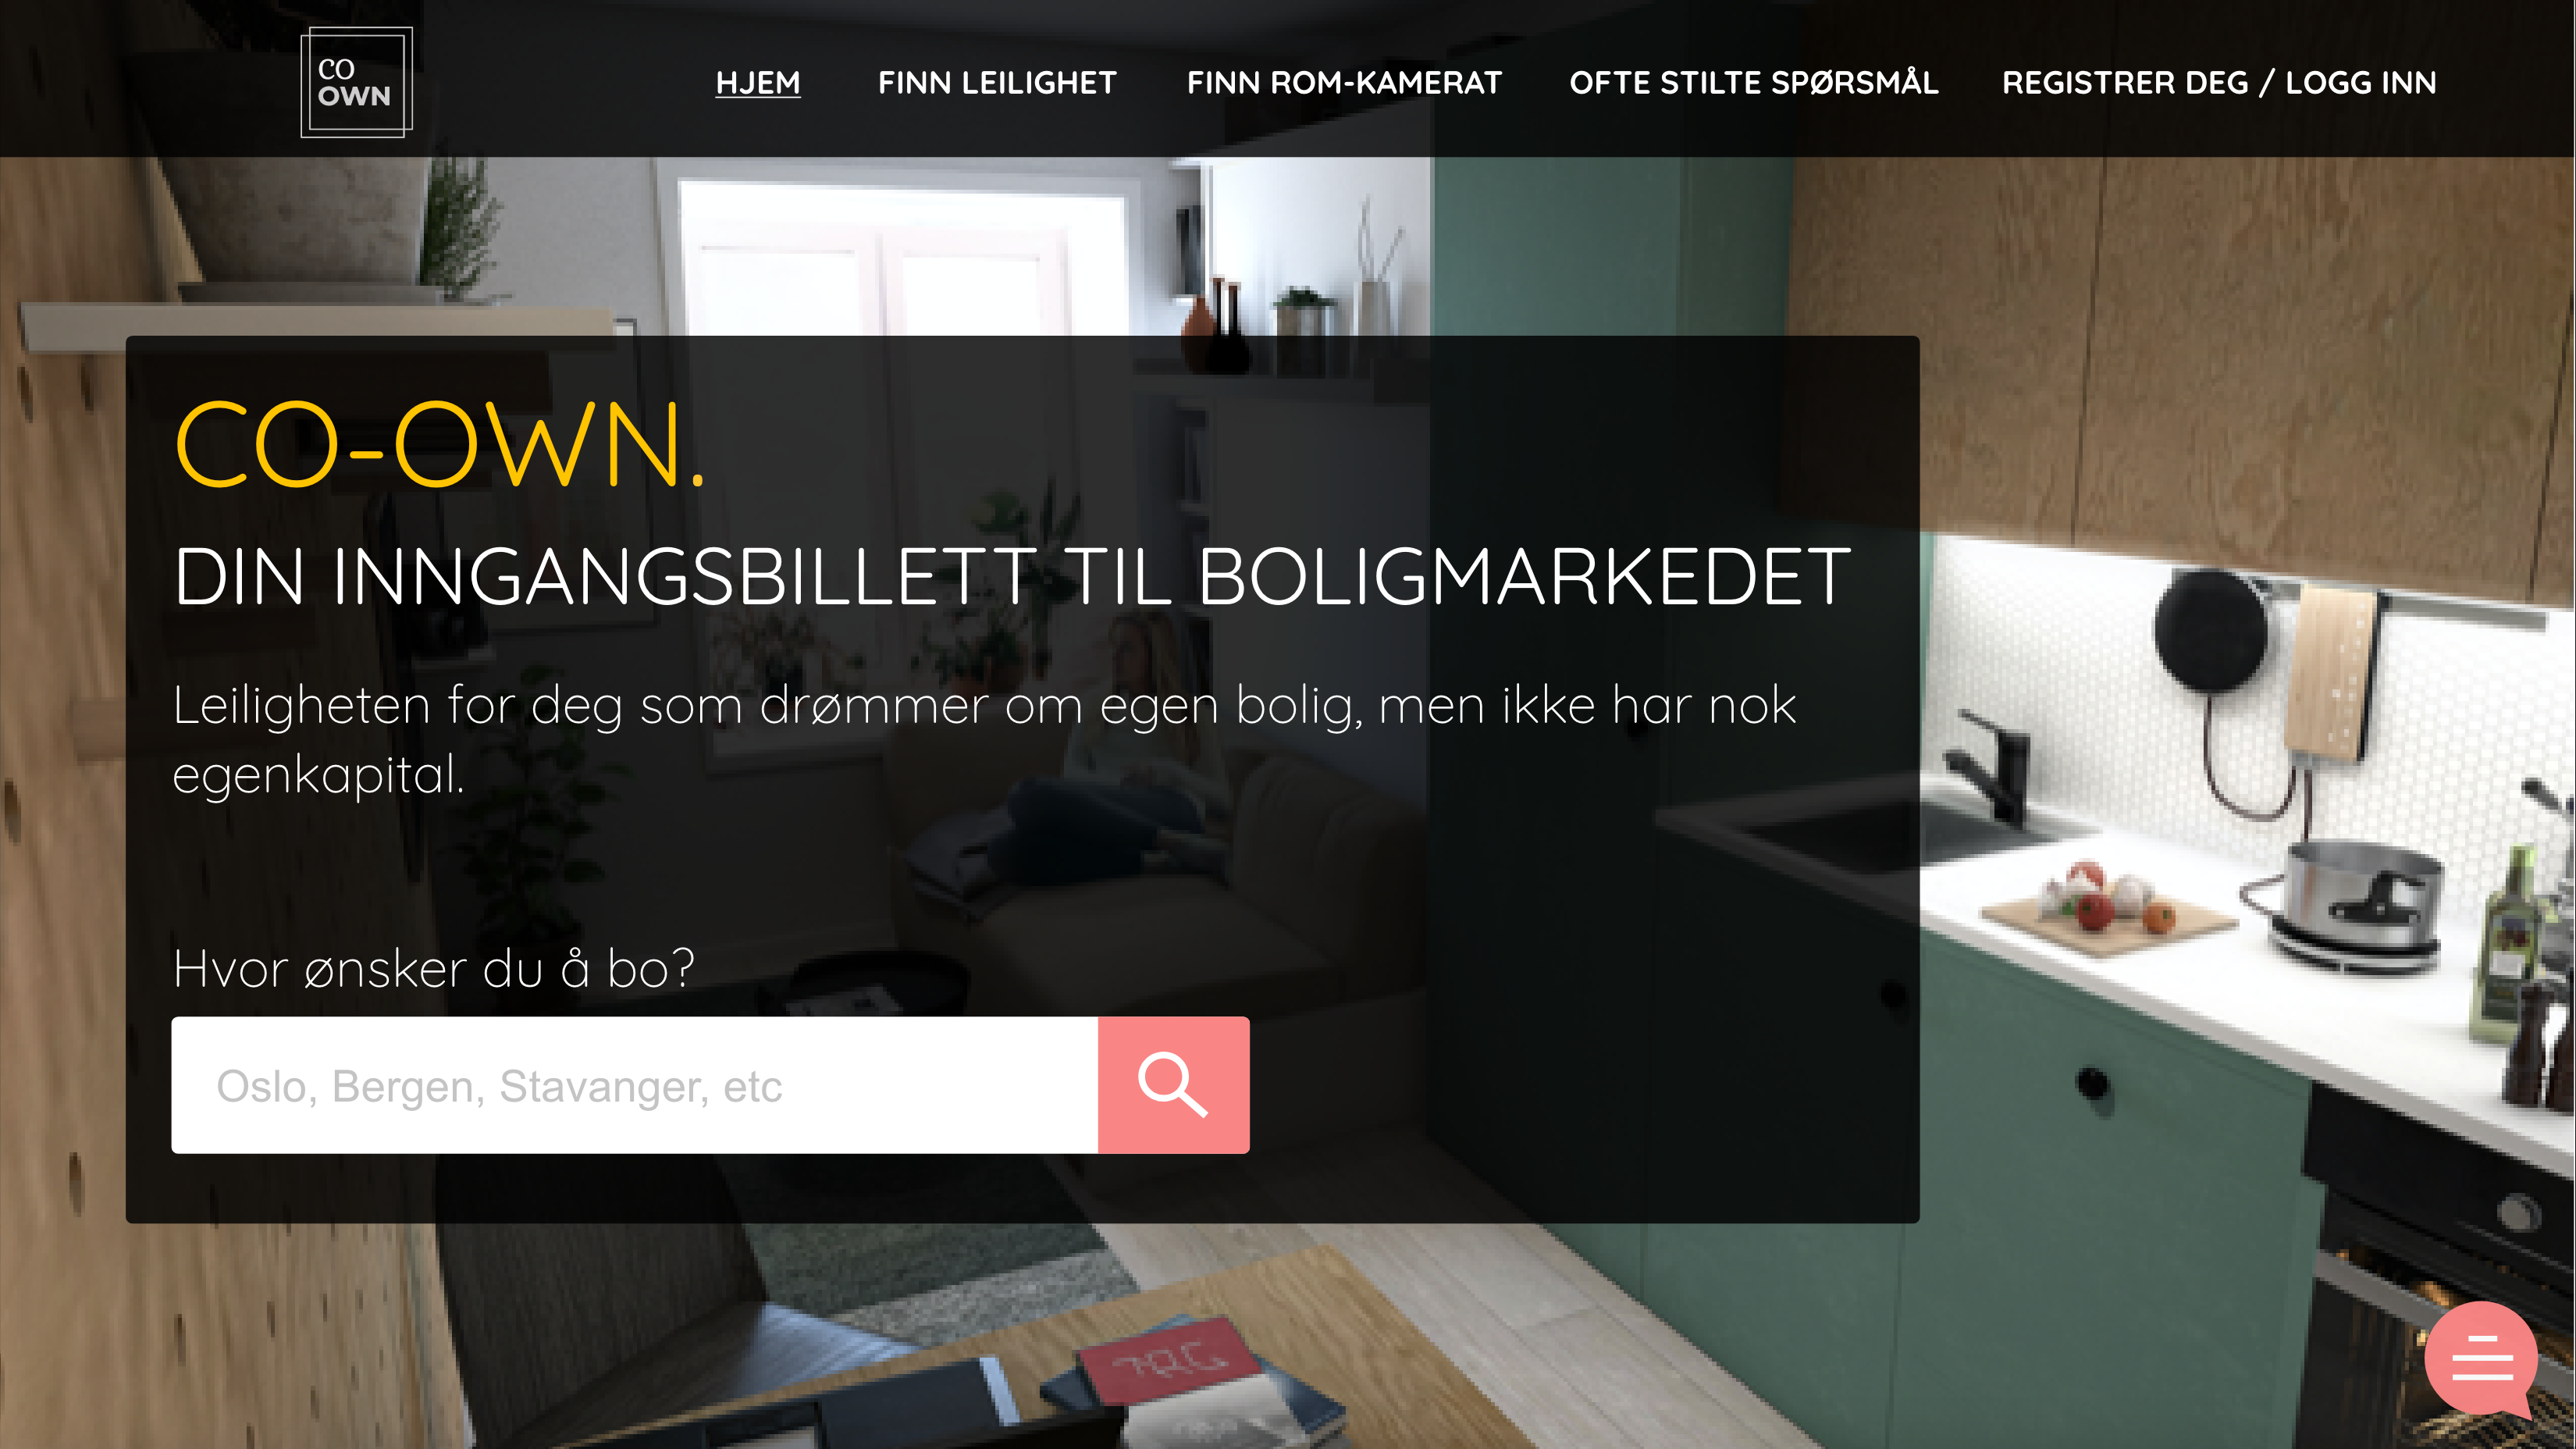 CO
OWN
HJEM
FINN LEILIGHET
FINN ROM-KAMERAT
OFTE STILTE SPØRSMÅL
REGISTRER DEG / LOGG INN
CO-OWN.
DIN INNGANGSBILLETT TIL BOLIGMARKEDET
Leiligheten for deg som drømmer om egen bolig, men ikke har nok
egenkapital.
Hvor ønsker du å bo?
Oslo, Bergen, Stavanger, etc